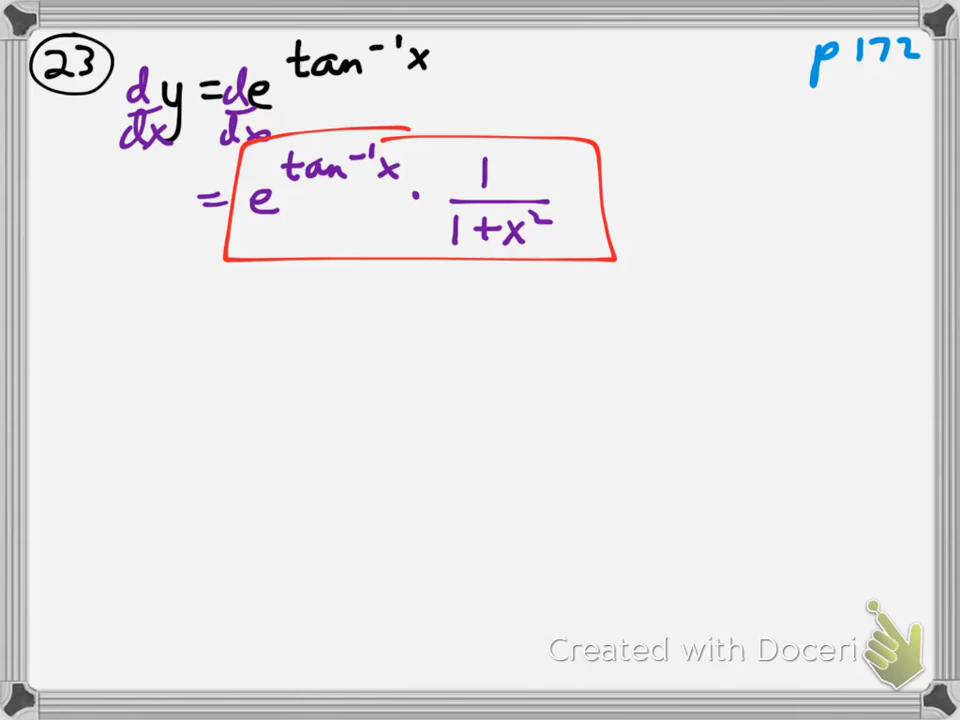 23 d/dx y = d/dx e^(tan⁻¹x) p 172
= e^(tan⁻¹x) · 1/(1+x²)
Created with Doceri